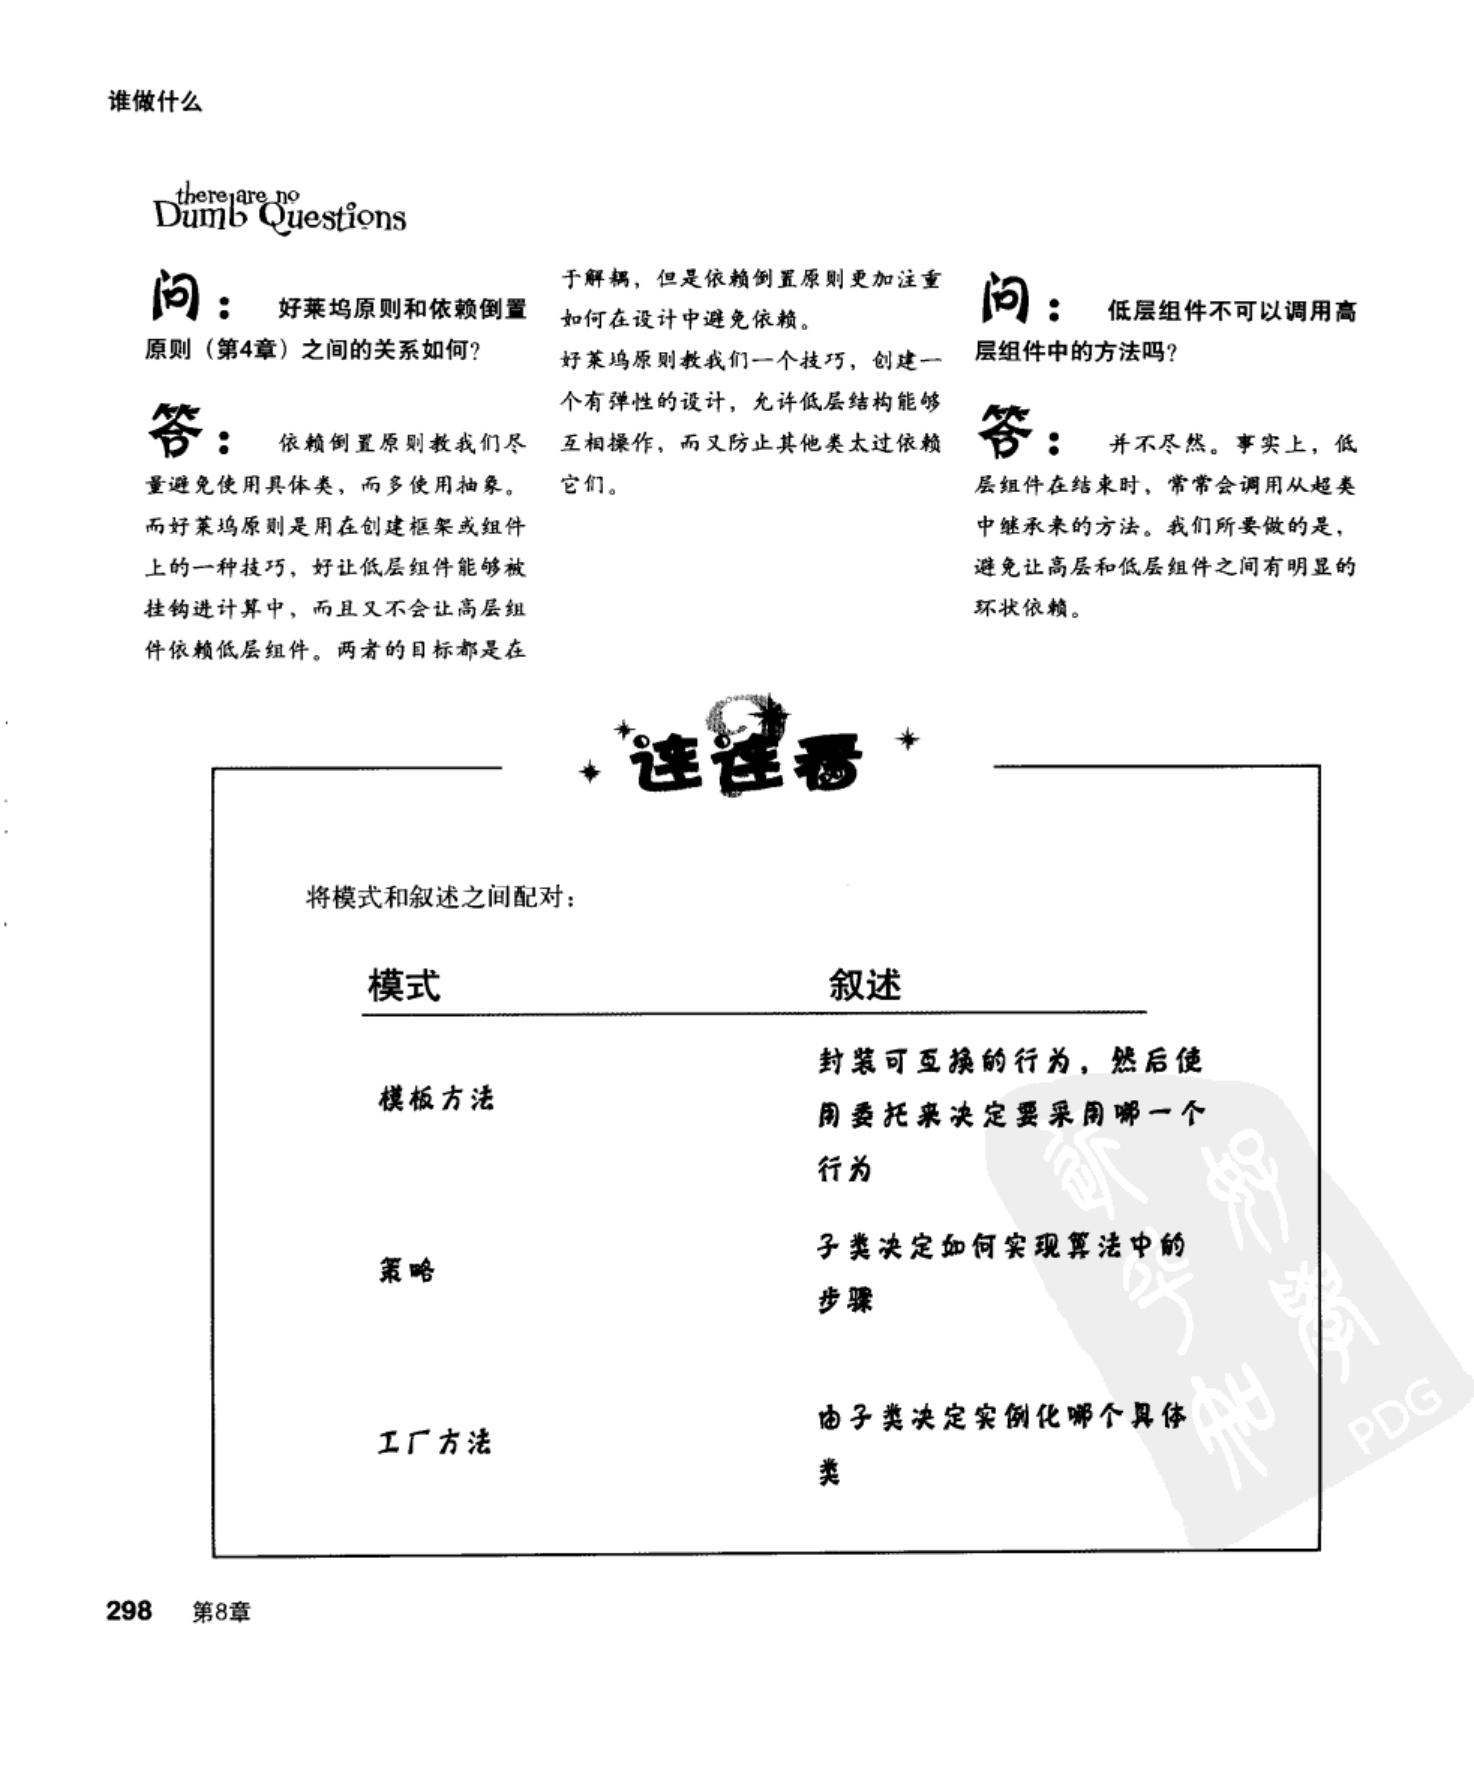 谁做什么
there are no
Dumb Questions
问： 好莱坞原则和依赖倒置
原则（第4章）之间的关系如何？
答： 依赖倒置原则教我们尽
量避免使用具体类，而多使用抽象。
而好莱坞原则是用在创建框架或组件
上的一种技巧，好让低层组件能够被
挂钩进计算中，而且又不会让高层组
件依赖低层组件。两者的目标都是在
于解耦，但是依赖倒置原则更加注重
如何在设计中避免依赖。
好莱坞原则教我们一个技巧，创建一
个有弹性的设计，允许低层结构能够
互相操作，而又防止其他类太过依赖
它们。
问： 低层组件不可以调用高
层组件中的方法吗？
答： 并不尽然。事实上，低
层组件在结束时，常常会调用从超类
中继承来的方法。我们所要做的是，
避免让高层和低层组件之间有明显的
环状依赖。
连连看
将模式和叙述之间配对：
模式 叙述
模板方法
封装可互换的行为，然后使
用委托来决定要采用哪一个
行为
策略
子类决定如何实现算法中的
步骤
工厂方法
由子类决定实例化哪个具体
类
PDG
298 第8章